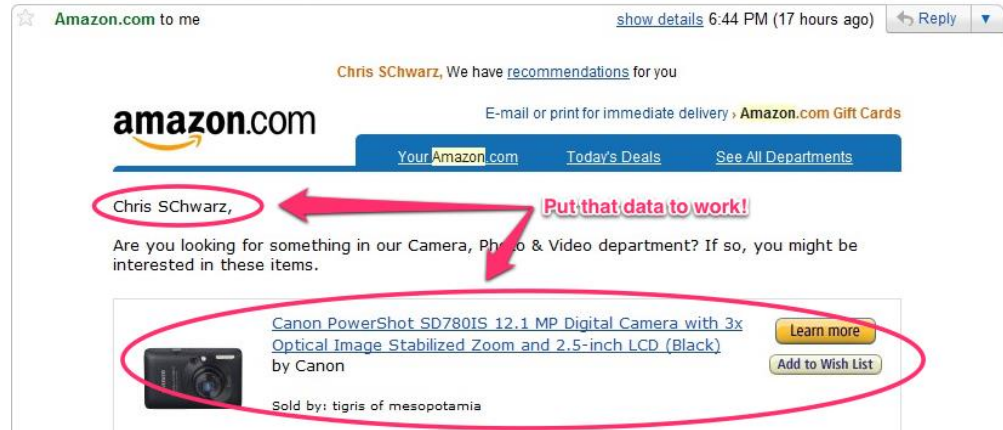 Amazon.com to me show details 6:44 PM (17 hours ago) Reply
Chris SChwarz, We have recommendations for you
amazon.com
E-mail or print for immediate delivery › Amazon.com Gift Cards
Your Amazon.com Today's Deals See All Departments
Chris SChwarz,
Put that data to work!
Are you looking for something in our Camera, Photo & Video department? If so, you might be
interested in these items.
Canon PowerShot SD780IS 12.1 MP Digital Camera with 3x
Optical Image Stabilized Zoom and 2.5-inch LCD (Black)
by Canon
Sold by: tigris of mesopotamia
Learn more
Add to Wish List